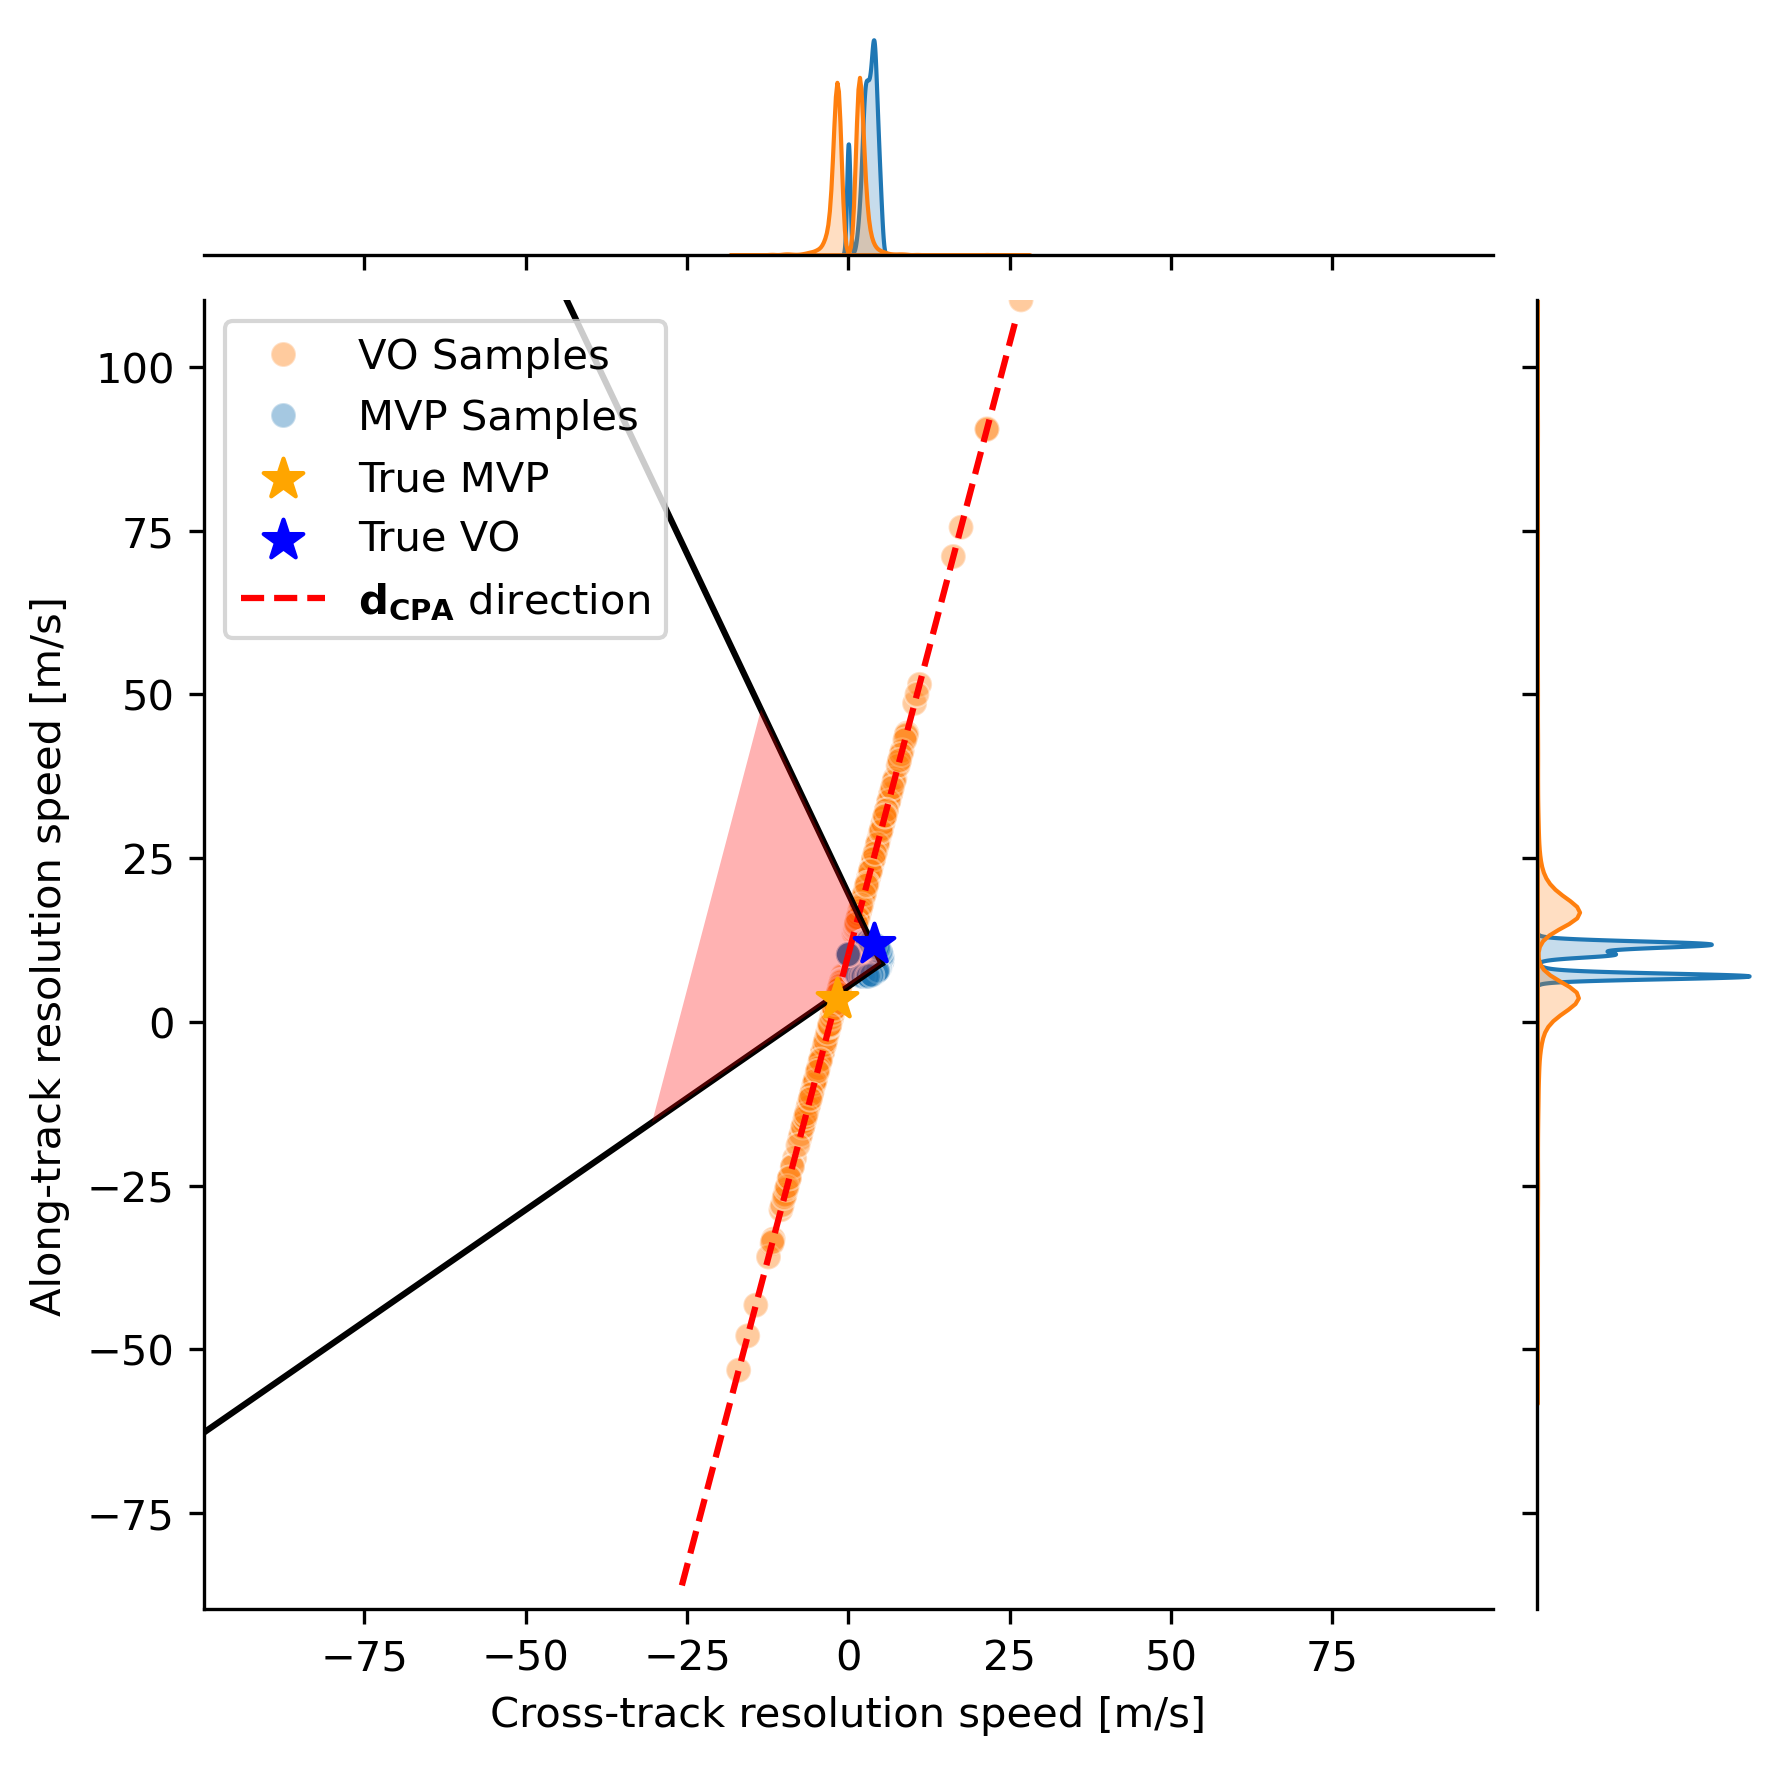 VO Samples
MVP Samples
True MVP
True VO
dCPA direction
100
75
50
25
0
−25
−50
−75
Along-track resolution speed [m/s]
−75 −50 −25 0 25 50 75
Cross-track resolution speed [m/s]